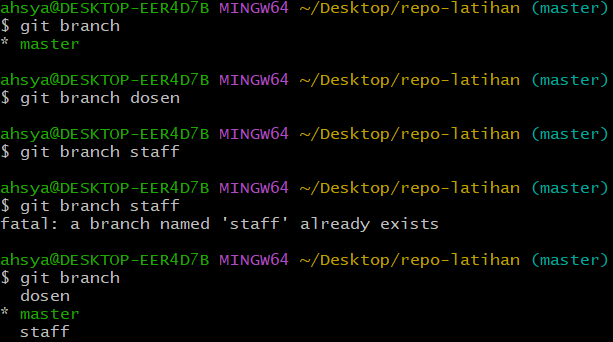 ahsya@DESKTOP-EER4D7B MINGW64 ~/Desktop/repo-latihan (master)
$ git branch
* master
ahsya@DESKTOP-EER4D7B MINGW64 ~/Desktop/repo-latihan (master)
$ git branch dosen
ahsya@DESKTOP-EER4D7B MINGW64 ~/Desktop/repo-latihan (master)
$ git branch staff
ahsya@DESKTOP-EER4D7B MINGW64 ~/Desktop/repo-latihan (master)
$ git branch staff
fatal: a branch named 'staff' already exists
ahsya@DESKTOP-EER4D7B MINGW64 ~/Desktop/repo-latihan (master)
$ git branch
  dosen
* master
  staff